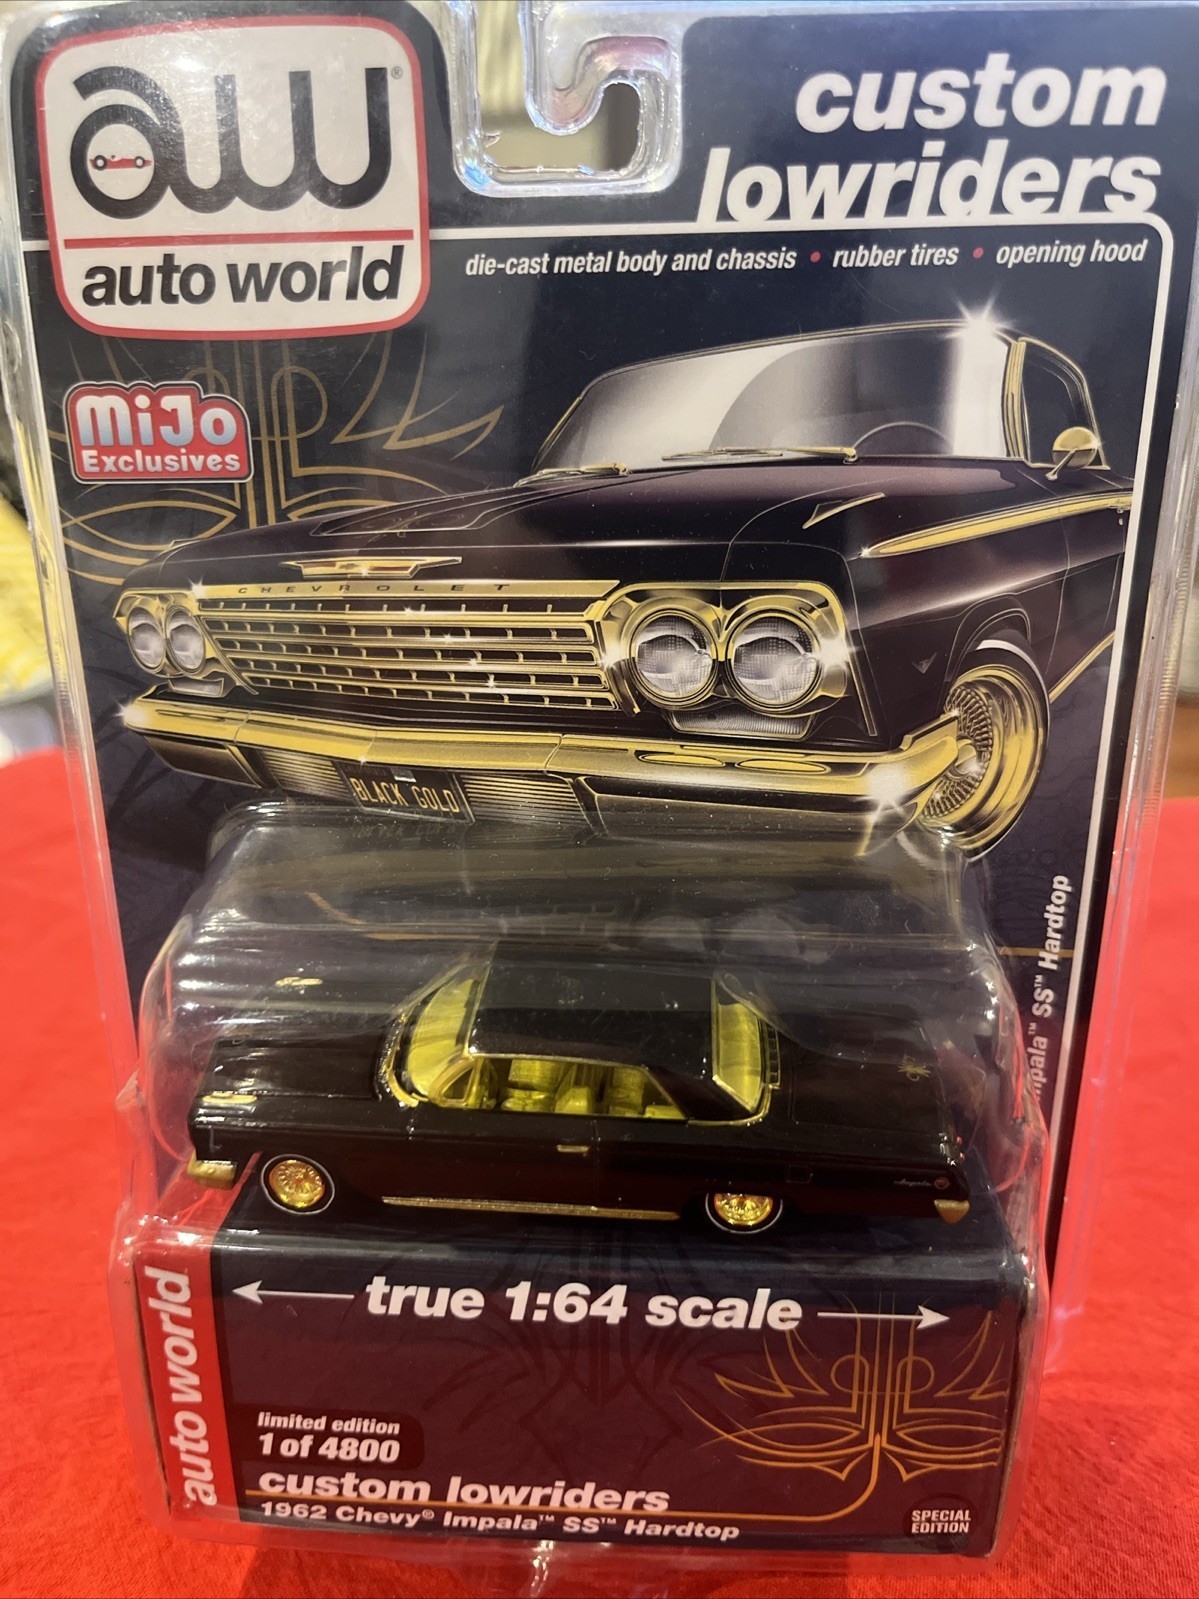 aw®
auto world
custom
lowriders
die-cast metal body and chassis • rubber tires • opening hood
MiJo
Exclusives
CHEVROLET
BLACK GOLD
Impala™ SS™ Hardtop
Impala
true 1:64 scale
auto world
limited edition
1 of 4800
custom lowriders
1962 Chevy® Impala™ SS™ Hardtop
SPECIAL
EDITION